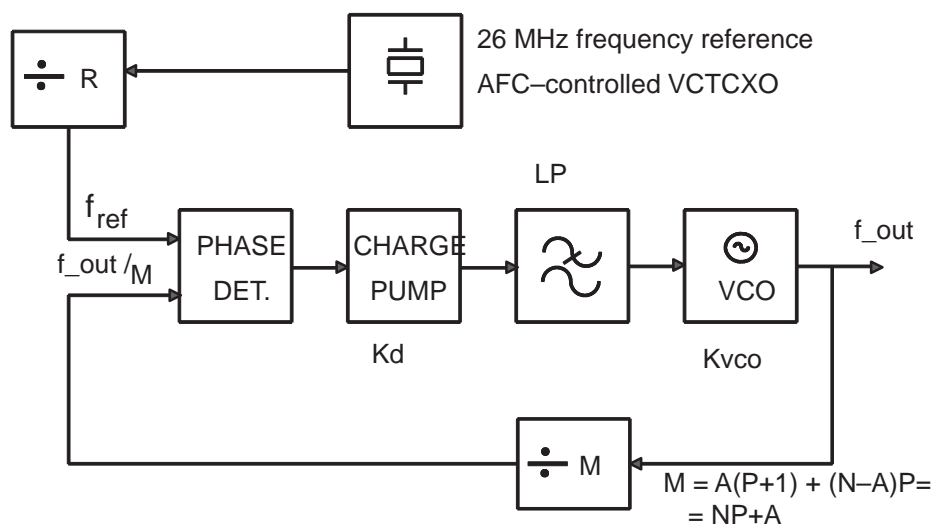 26 MHz frequency reference
AFC–controlled VCTCXO
R
LP
f_ref
f_out /M
PHASE
DET.
CHARGE
PUMP
VCO
f_out
Kd
Kvco
M
M = A(P+1) + (N–A)P=
= NP+A